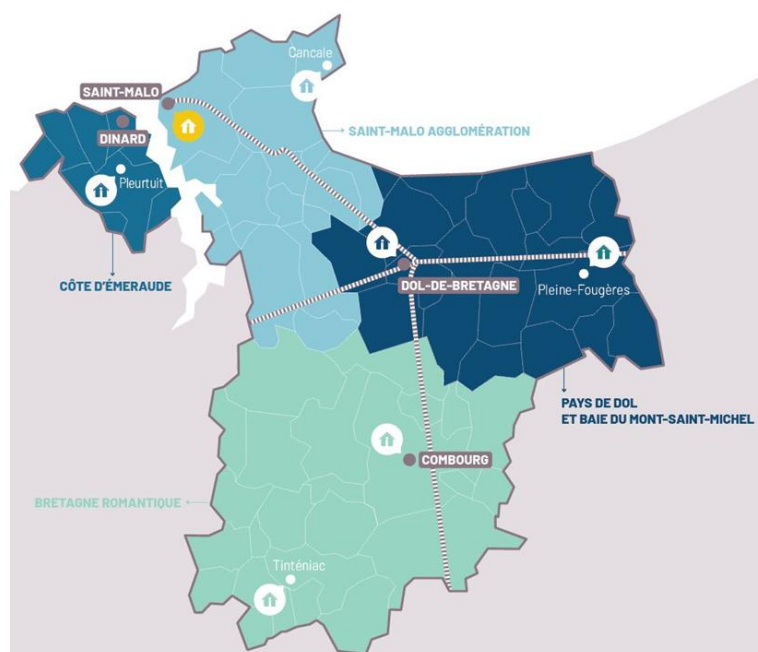 Cancale
SAINT-MALO
DINARD
SAINT-MALO AGGLOMÉRATION
Pleurtuit
CÔTE D'ÉMERAUDE
DOL-DE-BRETAGNE
Pleine-Fougères
PAYS DE DOL
ET BAIE DU MONT-SAINT-MICHEL
COMBOURG
BRETAGNE ROMANTIQUE
Tinténiac